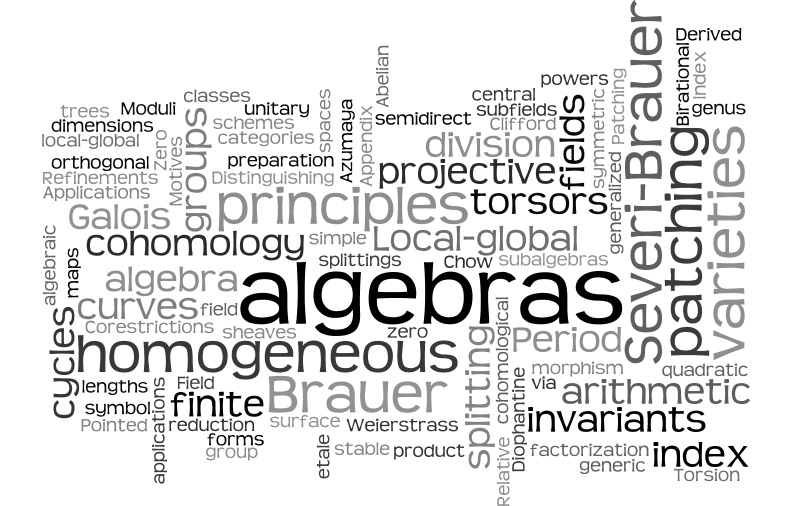 Derived
powers
Abelian
Severi-Brauer
Birational
Index
classes
central
trees
Moduli
unitary
spaces
subfields
genus
dimensions
schemes
Azumaya
Appendix
semidirect
Clifford
fields
symmetric
Patching
local-global
Zero
groups
categories
division
orthogonal
Motives
preparation
projective
generalized
patching
varieties
Refinements
Distinguishing
Applications
principles
torsors
Galois
algebraic
maps
cohomology
simple
Local-global
splittings
Chow
subalgebras
algebra
algebras
curves
field
Corestrictions
sheaves
zero
cohomological
Period
cycles
homogeneous
splitting
morphism
quadratic
lengths
Field
Brauer
Diophantine
via
arithmetic
symbol
applications
finite
invariants
Pointed
reduction
surface
Weierstrass
forms
group
etale
stable
product
Relative
factorization
generic
index
Torsion